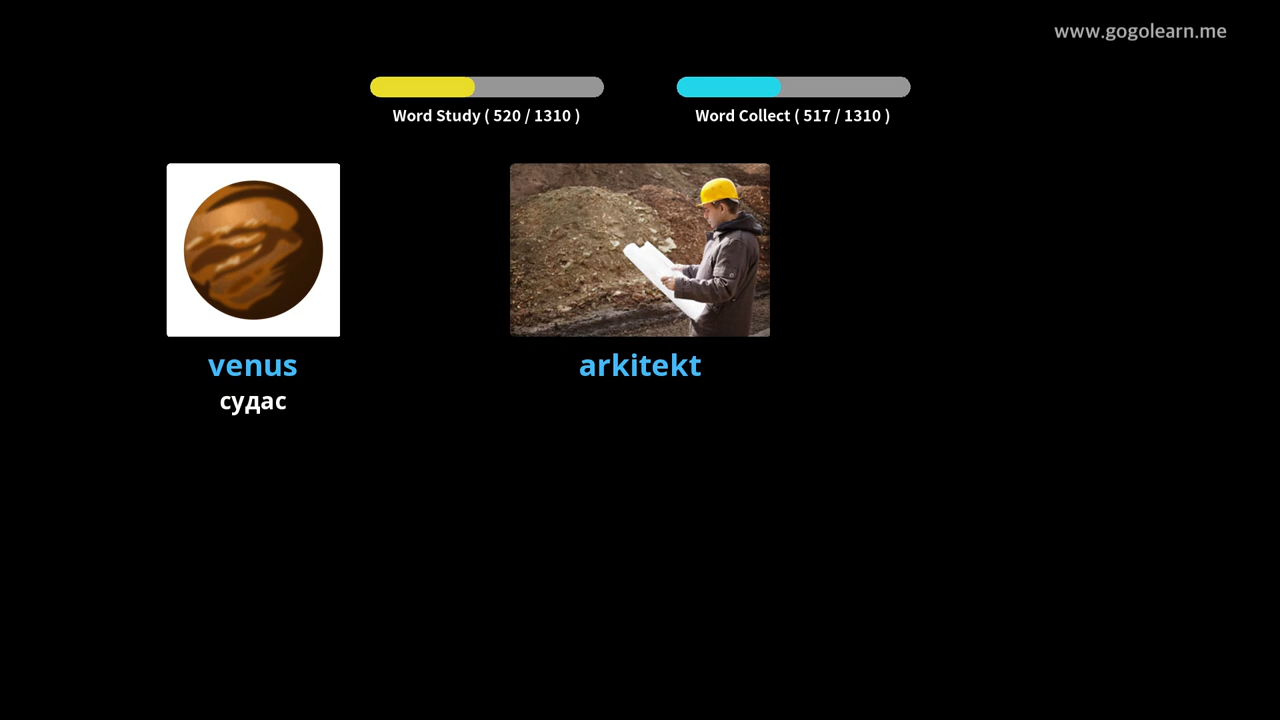 www.gogolearn.me
Word Study ( 520 / 1310 )
Word Collect ( 517 / 1310 )
venus
судас
arkitekt